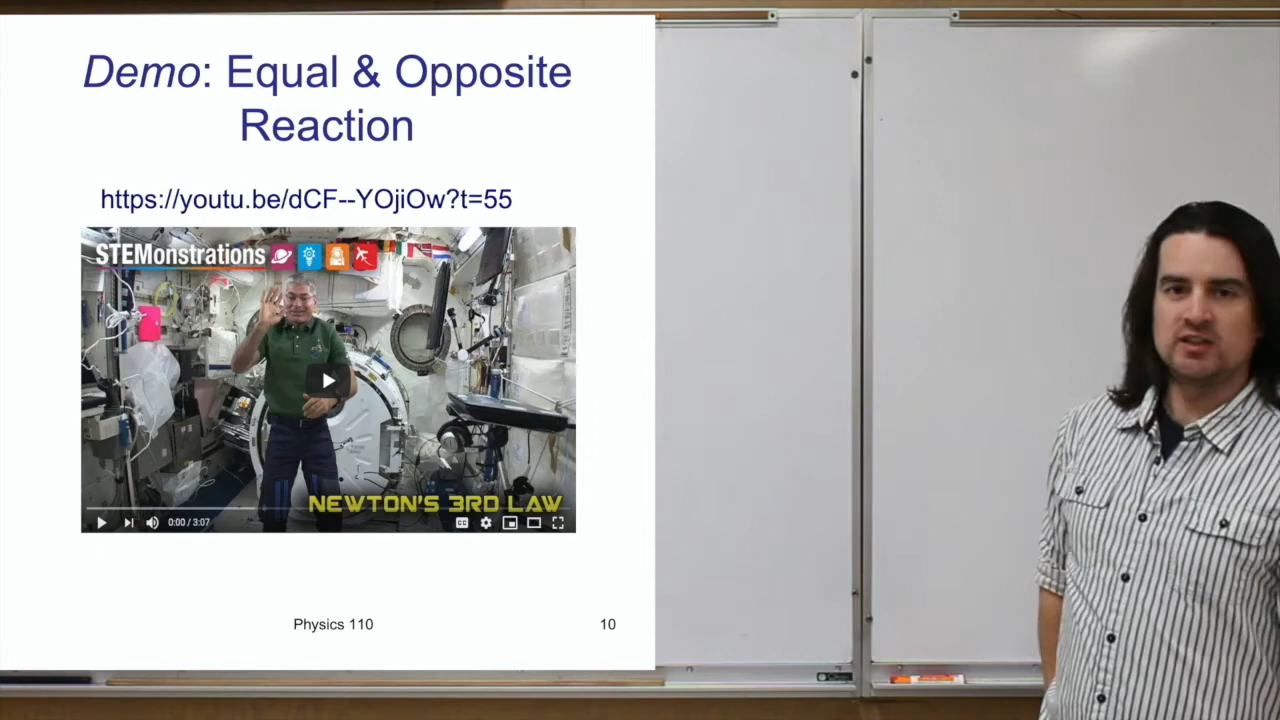 Demo: Equal & Opposite
Reaction
https://youtu.be/dCF--YOjiOw?t=55
STEMonstrations
NEWTON'S 3RD LAW
0:00 / 3:07
CC
Physics 110
10